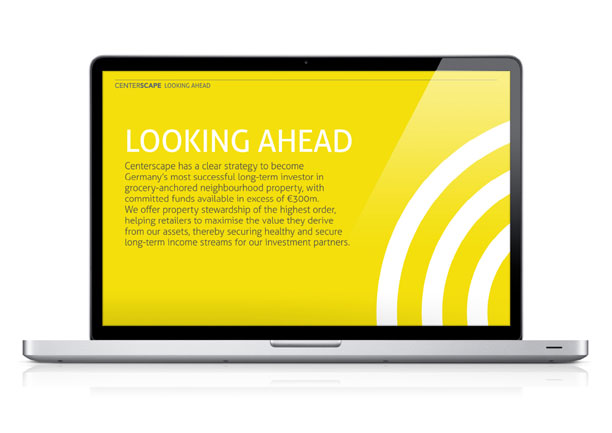 CENTERSCAPE LOOKING AHEAD
LOOKING AHEAD
Centerscape has a clear strategy to become
Germany's most successful long-term investor in
grocery-anchored neighbourhood property, with
committed funds available in excess of €300m.
We offer property stewardship of the highest order,
helping retailers to maximise the value they derive
from our assets, thereby securing healthy and secure
long-term income streams for our investment partners.